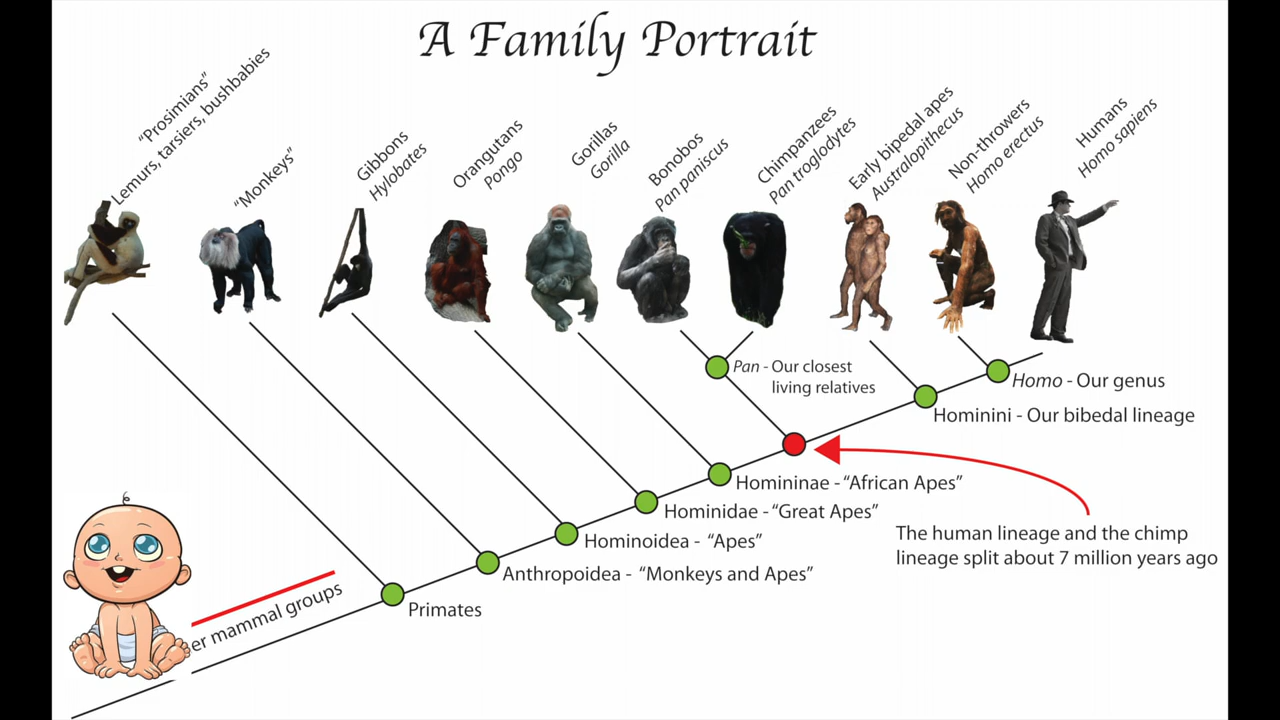 A Family Portrait
"Prosimians"
Lemurs, tarsiers, bushbabies
"Monkeys"
Gibbons
Hylobates
Orangutans
Pongo
Gorillas
Gorilla
Bonobos
Pan paniscus
Chimpanzees
Pan troglodytes
Early bipedal apes
Australopithecus
Non-throwers
Homo erectus
Humans
Homo sapiens
Pan - Our closest
living relatives
Homo - Our genus
Hominini - Our bibedal lineage
Homininae - "African Apes"
Hominidae - "Great Apes"
The human lineage and the chimp
lineage split about 7 million years ago
Hominoidea - "Apes"
Anthropoidea - "Monkeys and Apes"
er mammal groups
Primates